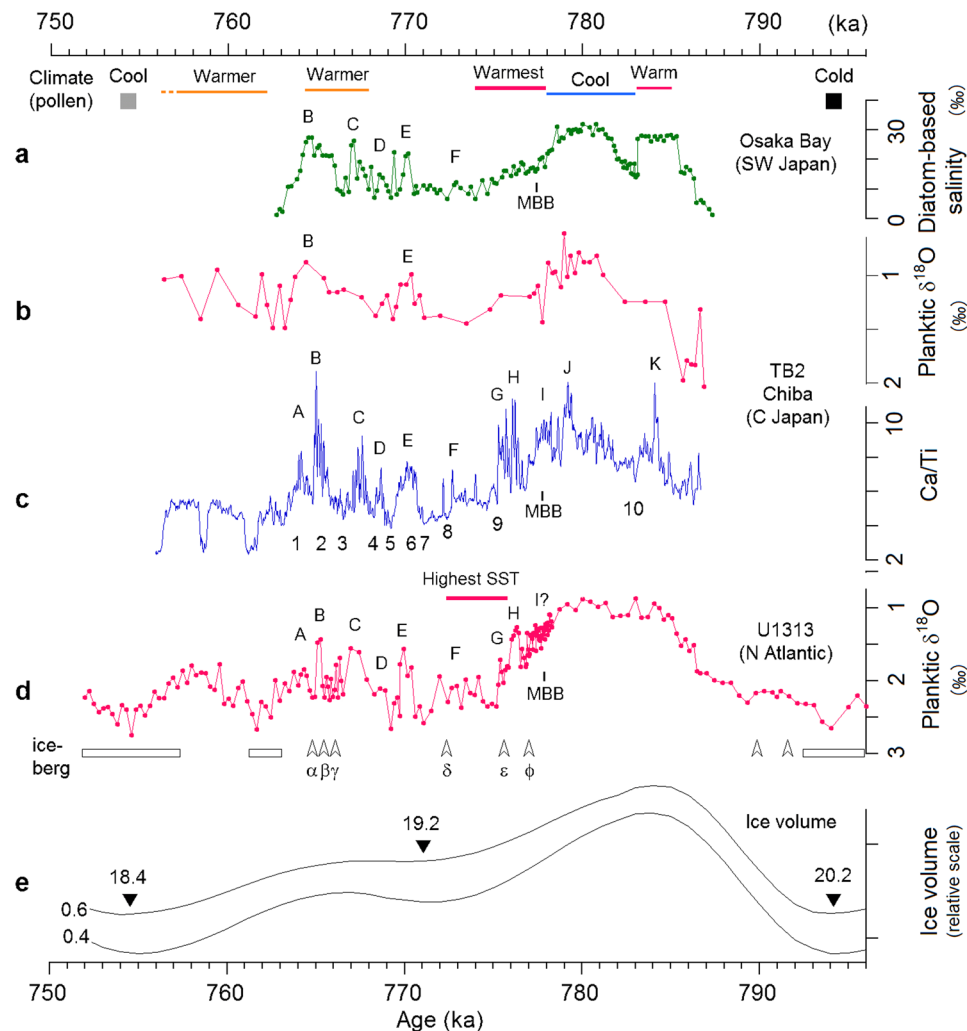 750 760 770 780 790 (ka)
Climate (pollen) Cool Warmer Warmer Warmest Cool Warm Cold
(‰)
a
B C D E F
MBB
Osaka Bay
(SW Japan)
30
0
Diatom-based
salinity
b
B E
1
2
Planktic δ18O
(‰)
TB2
Chiba
(C Japan)
c
A B C D E F G H I J K
MBB
1 2 3 4 5 6 7 8 9 10
10
2
Ca/Ti
Highest SST
d
A B C D E F G H I?
MBB
U1313
(N Atlantic)
1
2
3
Planktic δ18O
(‰)
ice-
berg
α β γ δ ε ϕ
e
18.4 19.2 20.2
Ice volume
0.6
0.4
Ice volume
(relative scale)
750 760 770 780 790
Age (ka)